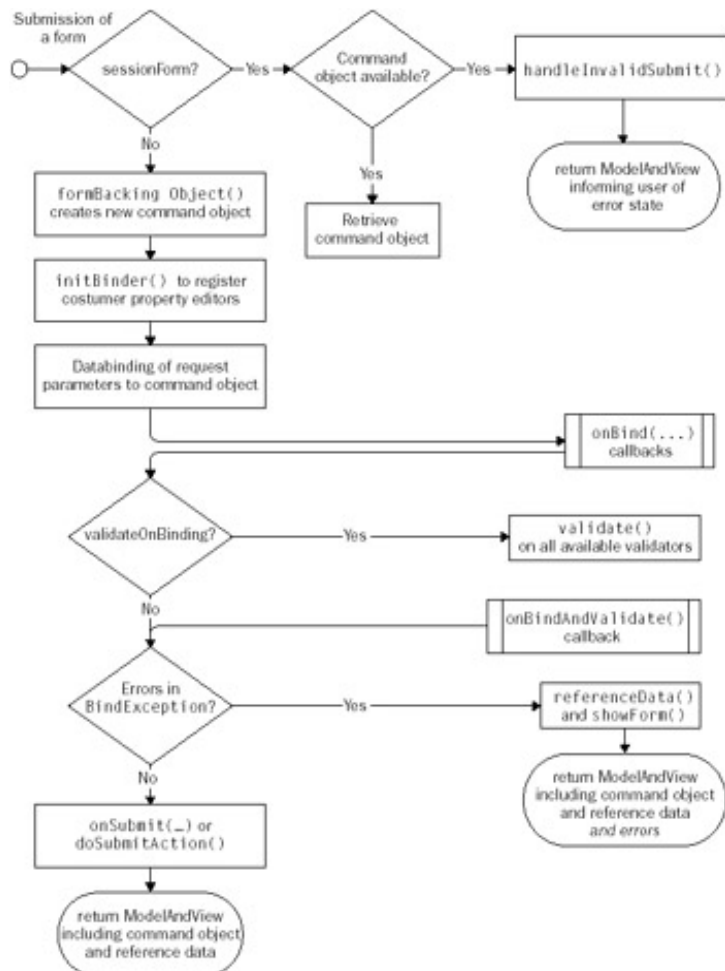 Submission of
a form
sessionForm?
Yes
Command
object available?
Yes
handleInvalidSubmit()
No
Yes
return ModelAndView
informing user of
error state
formBacking Object()
creates new command object
Retrieve
command object
initBinder() to register
costumer property editors
Databinding of request
parameters to command object
onBind(...)
callbacks
validateOnBinding?
Yes
validate()
on all available validators
No
onBindAndValidate()
callback
Errors in
BindException?
Yes
referenceData()
and showForm()
No
return ModelAndView
including command object
and reference data
and errors
onSubmit(…) or
doSubmitAction()
return ModelAndView
including command object
and reference data